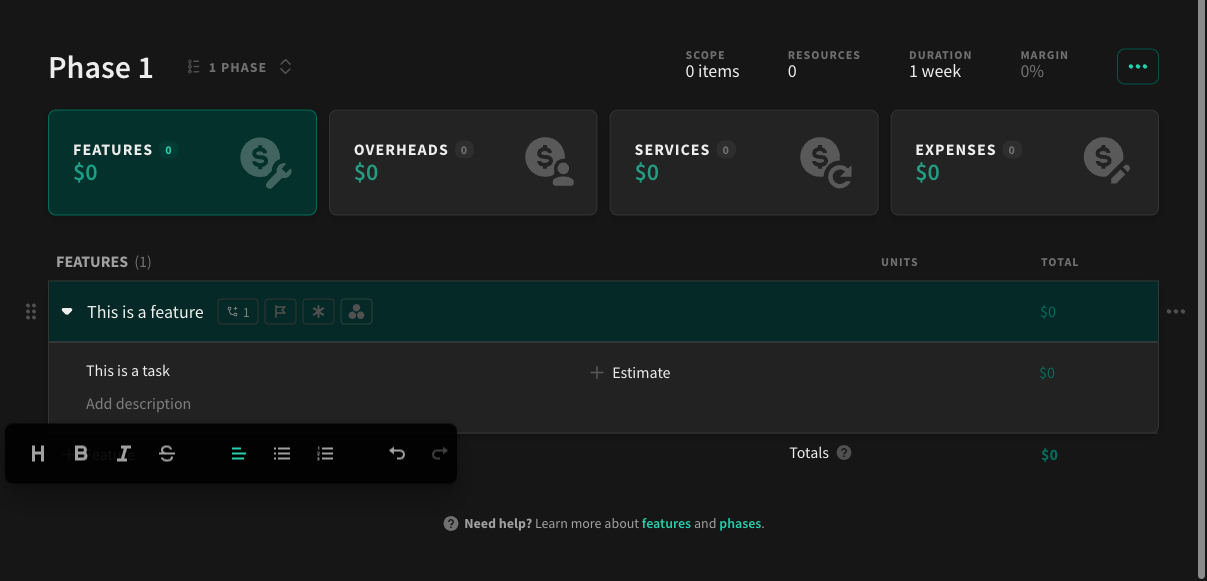 Phase 1
1 PHASE
SCOPE
0 items
RESOURCES
0
DURATION
1 week
MARGIN
0%
FEATURES 0
$0
OVERHEADS 0
$0
SERVICES 0
$0
EXPENSES 0
$0
FEATURES (1) UNITS TOTAL
This is a feature 1 $0
This is a task Estimate $0
Add description
H B I S
Feature
Totals ? $0
? Need help? Learn more about features and phases.